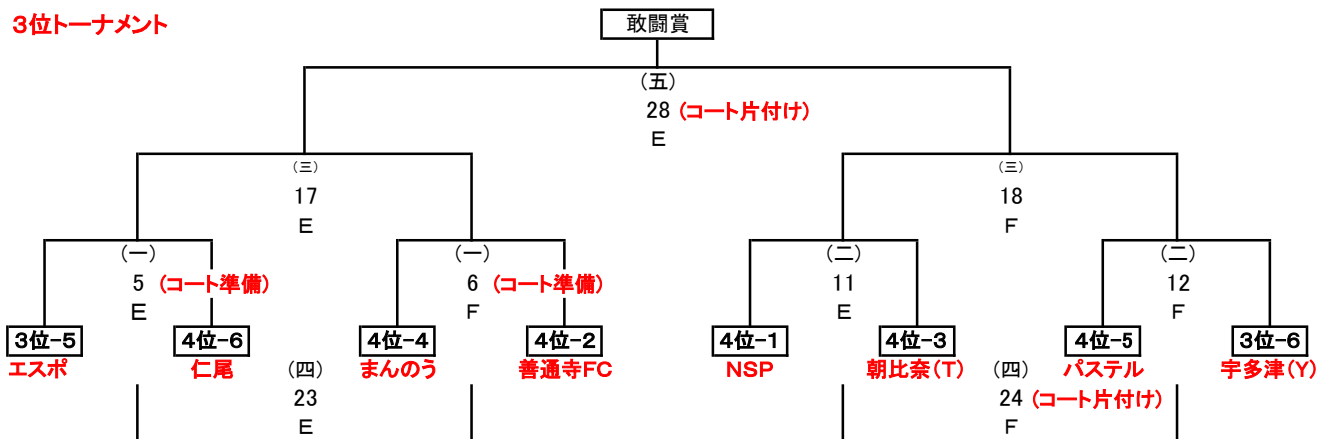 3位トーナメント
敢闘賞
(五)
28 (コート片付け)
E
(三) (三)
17 18
E F
(一) (一) (二) (二)
5 (コート準備) 6 (コート準備) 11 12
E F E F
3位-5 4位-6 4位-4 4位-2 4位-1 4位-3 4位-5 3位-6
エスポ 仁尾 (四) まんのう 善通寺FC NSP 朝比奈(T) (四) パステル 宇多津(Y)
23 24 (コート片付け)
E F